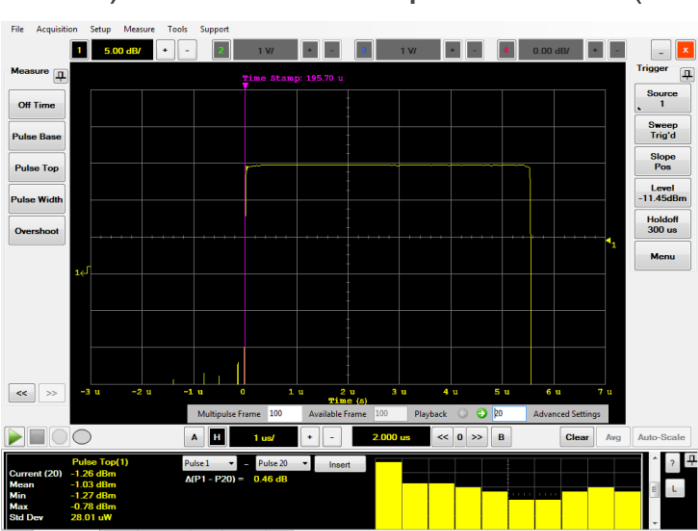 File Acquisition Setup Measure Tools Support
1 5.00 dB/ + - 2 1 V/ + - 3 1 V/ + - 4 0.00 dB/ + - - x
Measure
Off Time
Pulse Base
Pulse Top
Pulse Width
Overshoot
<< >>
Time Stamp: 195.70 u
1
1
-3 u -2 u -1 u 0 1 u 2 u 3 u 4 u 5 u 6 u 7 u
Time (s)
Trigger
Source
1
Sweep
Trig'd
Slope
Pos
Level
-11.45dBm
Holdoff
300 us
Menu
Multipulse Frame 100 Available Frame 100 Playback 20 Advanced Settings
A H 1 us/ + - 2.000 us << 0 >> B Clear Avg Auto-Scale
Pulse Top(1)
Current (20) -1.26 dBm
Mean -1.03 dBm
Min -1.27 dBm
Max -0.78 dBm
Std Dev 28.01 uW
Pulse 1 - Pulse 20 Insert
Δ(P1 - P20) = 0.46 dB
?
L